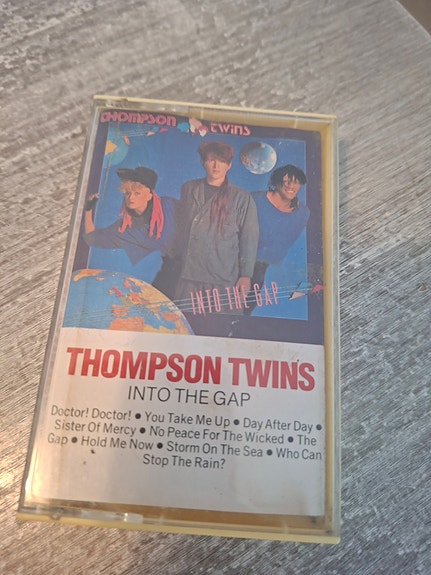 THOMPSON twins
INTO THE GAP
THOMPSON TWINS
INTO THE GAP
Doctor! Doctor! • You Take Me Up • Day After Day •
Sister Of Mercy • No Peace For The Wicked • The
Gap • Hold Me Now • Storm On The Sea • Who Can
Stop The Rain?